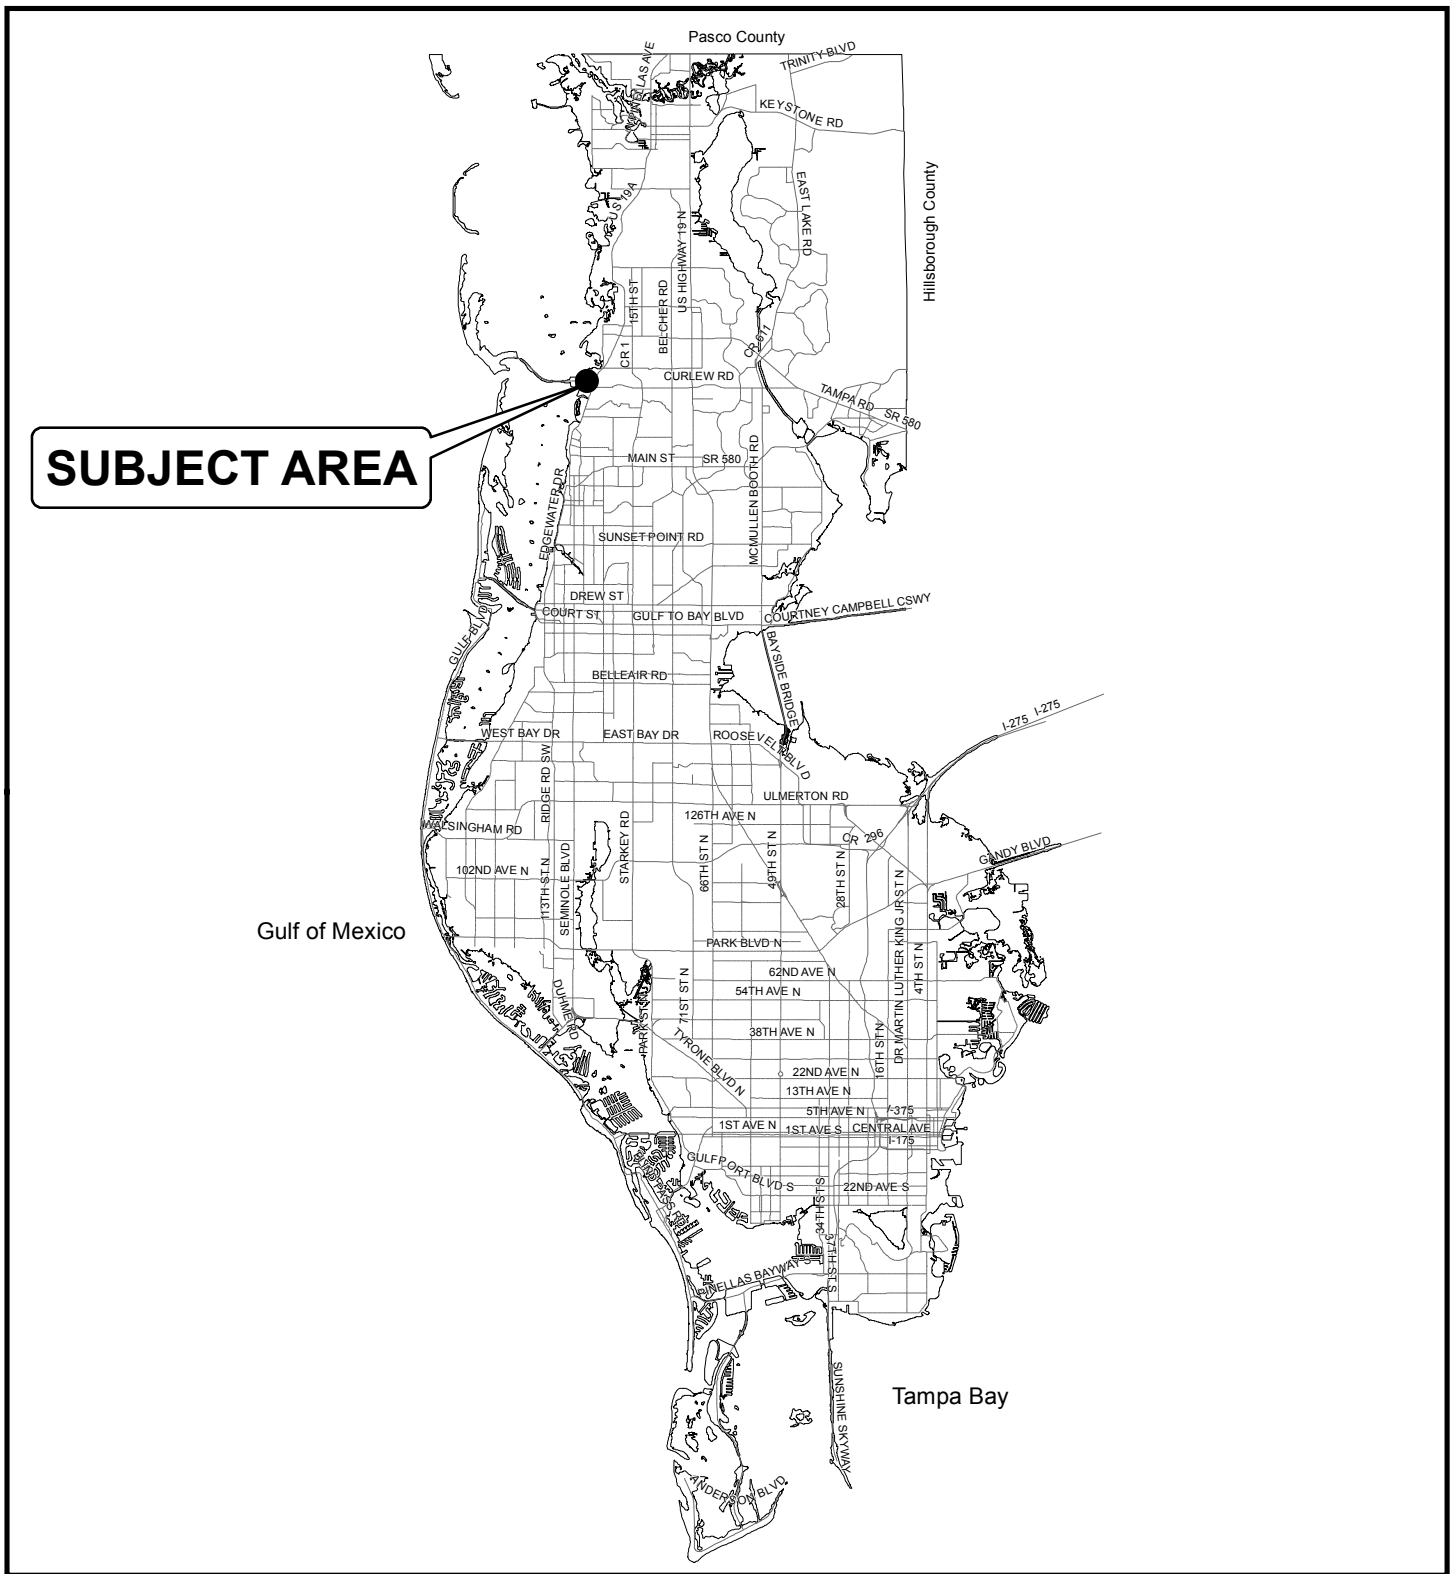 Pasco County
TRINITY BLVD
KEYSTONE RD
Hillsborough County
EAST LAKE RD
US 19A
US HIGHWAY 19 N
15TH ST
BELCHER RD
CR 1
CR 611
CURLEW RD
TAMPA RD
SR 580
SUBJECT AREA
MAIN ST
SR 580
MCMULLEN BOOTH RD
EDGEWATER DR
SUNSET POINT RD
DREW ST
COURT ST
GULF TO BAY BLVD
COURTNEY CAMPBELL CSWY
GULF BLVD
BAYSIDE BRIDGE
BELLEAIR RD
I-275
I-275
WEST BAY DR
EAST BAY DR
ROOSEVELT BLVD
RIDGE RD SW
ULMERTON RD
126TH AVE N
WALSINGHAM RD
STARKEY RD
CR 296
GANDY BLVD
102ND AVE N
113TH ST N
SEMINOLE BLVD
66TH ST N
49TH ST N
28TH ST N
DR MARTIN LUTHER KING JR ST N
4TH ST N
Gulf of Mexico
PARK BLVD N
62ND AVE N
54TH AVE N
71ST ST N
DUHME RD
PARK ST N
38TH AVE N
TYRONE BLVD N
16TH ST N
22ND AVE N
13TH AVE N
5TH AVE N
I-375
1ST AVE N
1ST AVE S
CENTRAL AVE
I-175
GULFPORT BLVD S
22ND AVE S
34TH ST S
37TH ST S
PINELLAS BAYWAY S
SUNSHINE SKYWAY
Tampa Bay
ANDERSON BLVD